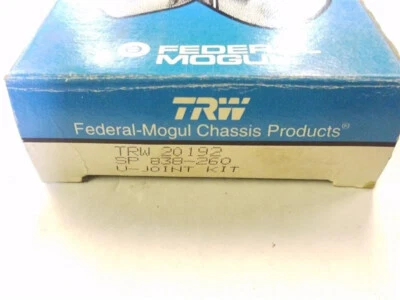 FEDERAL
MOGUL
TRW
Federal-Mogul Chassis Products®
TRW 20192
SP 838-260
U-JOINT KIT